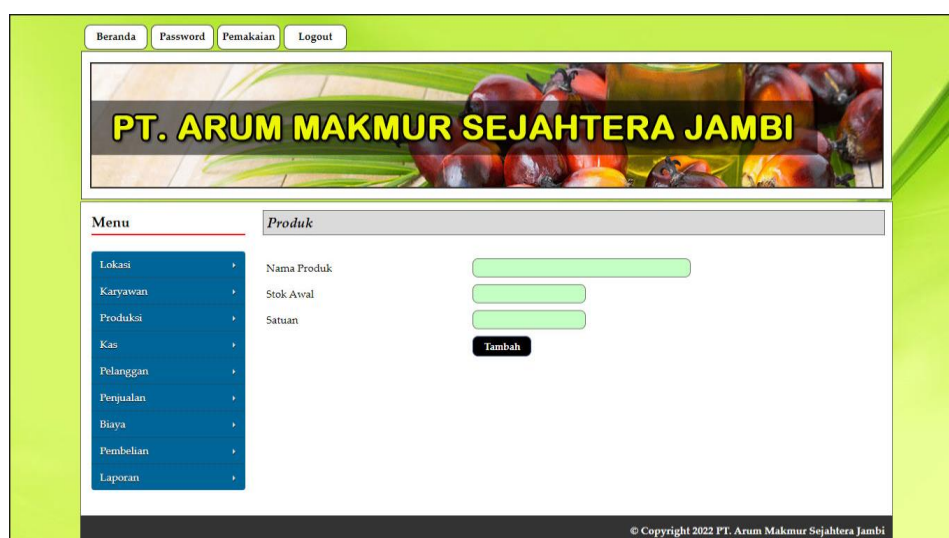 Beranda Password Pemakaian Logout
PT. ARUM MAKMUR SEJAHTERA JAMBI
Menu
Produk
Lokasi
Karyawan
Produksi
Kas
Pelanggan
Penjualan
Biaya
Pembelian
Laporan
Nama Produk
Stok Awal
Satuan
Tambah
© Copyright 2022 PT. Arum Makmur Sejahtera Jambi